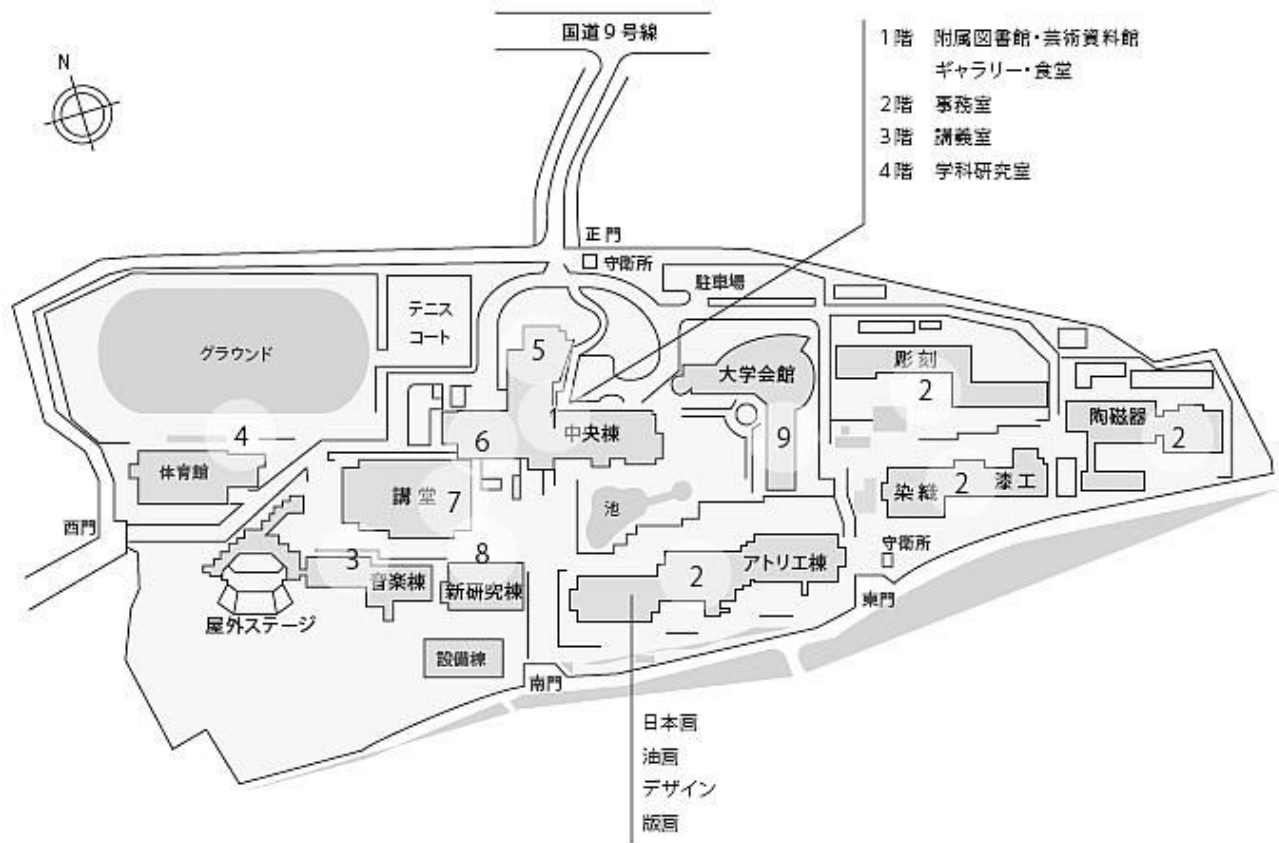 国道9号線
N
1階 附属図書館・芸術資料館
ギャラリー・食堂
2階 事務室
3階 講義室
4階 学科研究室
正門
守衛所
駐車場
テニス
コート
グラウンド
5
大学会館
彫刻
2
1
中央棟
陶磁器
2
4
6
9
体育館
講堂
7
池
染織
2
漆工
西門
守衛所
3
8
音楽棟
新研究棟
2
アトリエ棟
東門
屋外ステージ
設備棟
南門
日本画
油画
デザイン
版画